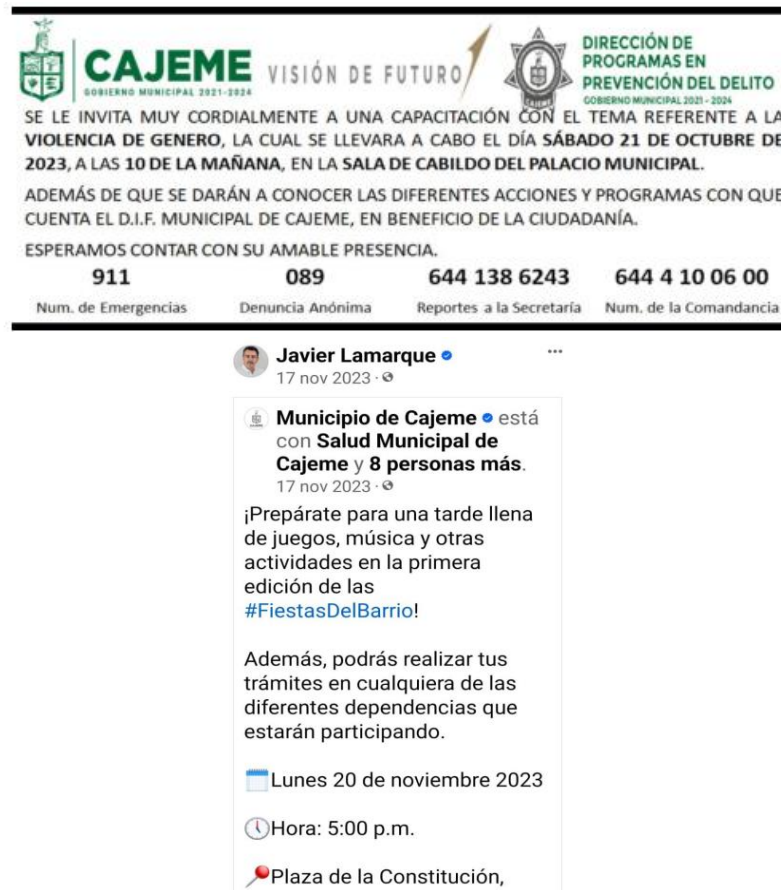 CAJEME
GOBIERNO MUNICIPAL 2021-2024
VISIÓN DE FUTURO
CAJEME
DIRECCIÓN DE
PROGRAMAS EN
PREVENCIÓN DEL DELITO
GOBIERNO MUNICIPAL 2021 - 2024
SE LE INVITA MUY CORDIALMENTE A UNA CAPACITACIÓN CON EL TEMA REFERENTE A LA
VIOLENCIA DE GENERO, LA CUAL SE LLEVARA A CABO EL DÍA SÁBADO 21 DE OCTUBRE DE
2023, A LAS 10 DE LA MAÑANA, EN LA SALA DE CABILDO DEL PALACIO MUNICIPAL.
ADEMÁS DE QUE SE DARÁN A CONOCER LAS DIFERENTES ACCIONES Y PROGRAMAS CON QUE
CUENTA EL D.I.F. MUNICIPAL DE CAJEME, EN BENEFICIO DE LA CIUDADANÍA.
ESPERAMOS CONTAR CON SU AMABLE PRESENCIA.
911 089 644 138 6243 644 4 10 06 00
Num. de Emergencias Denuncia Anónima Reportes a la Secretaría Num. de la Comandancia
Javier Lamarque
17 nov 2023 ·
Municipio de Cajeme está
con Salud Municipal de
Cajeme y 8 personas más.
17 nov 2023 ·
¡Prepárate para una tarde llena
de juegos, música y otras
actividades en la primera
edición de las
#FiestasDelBarrio!
Además, podrás realizar tus
trámites en cualquiera de las
diferentes dependencias que
estarán participando.
Lunes 20 de noviembre 2023
Hora: 5:00 p.m.
Plaza de la Constitución,